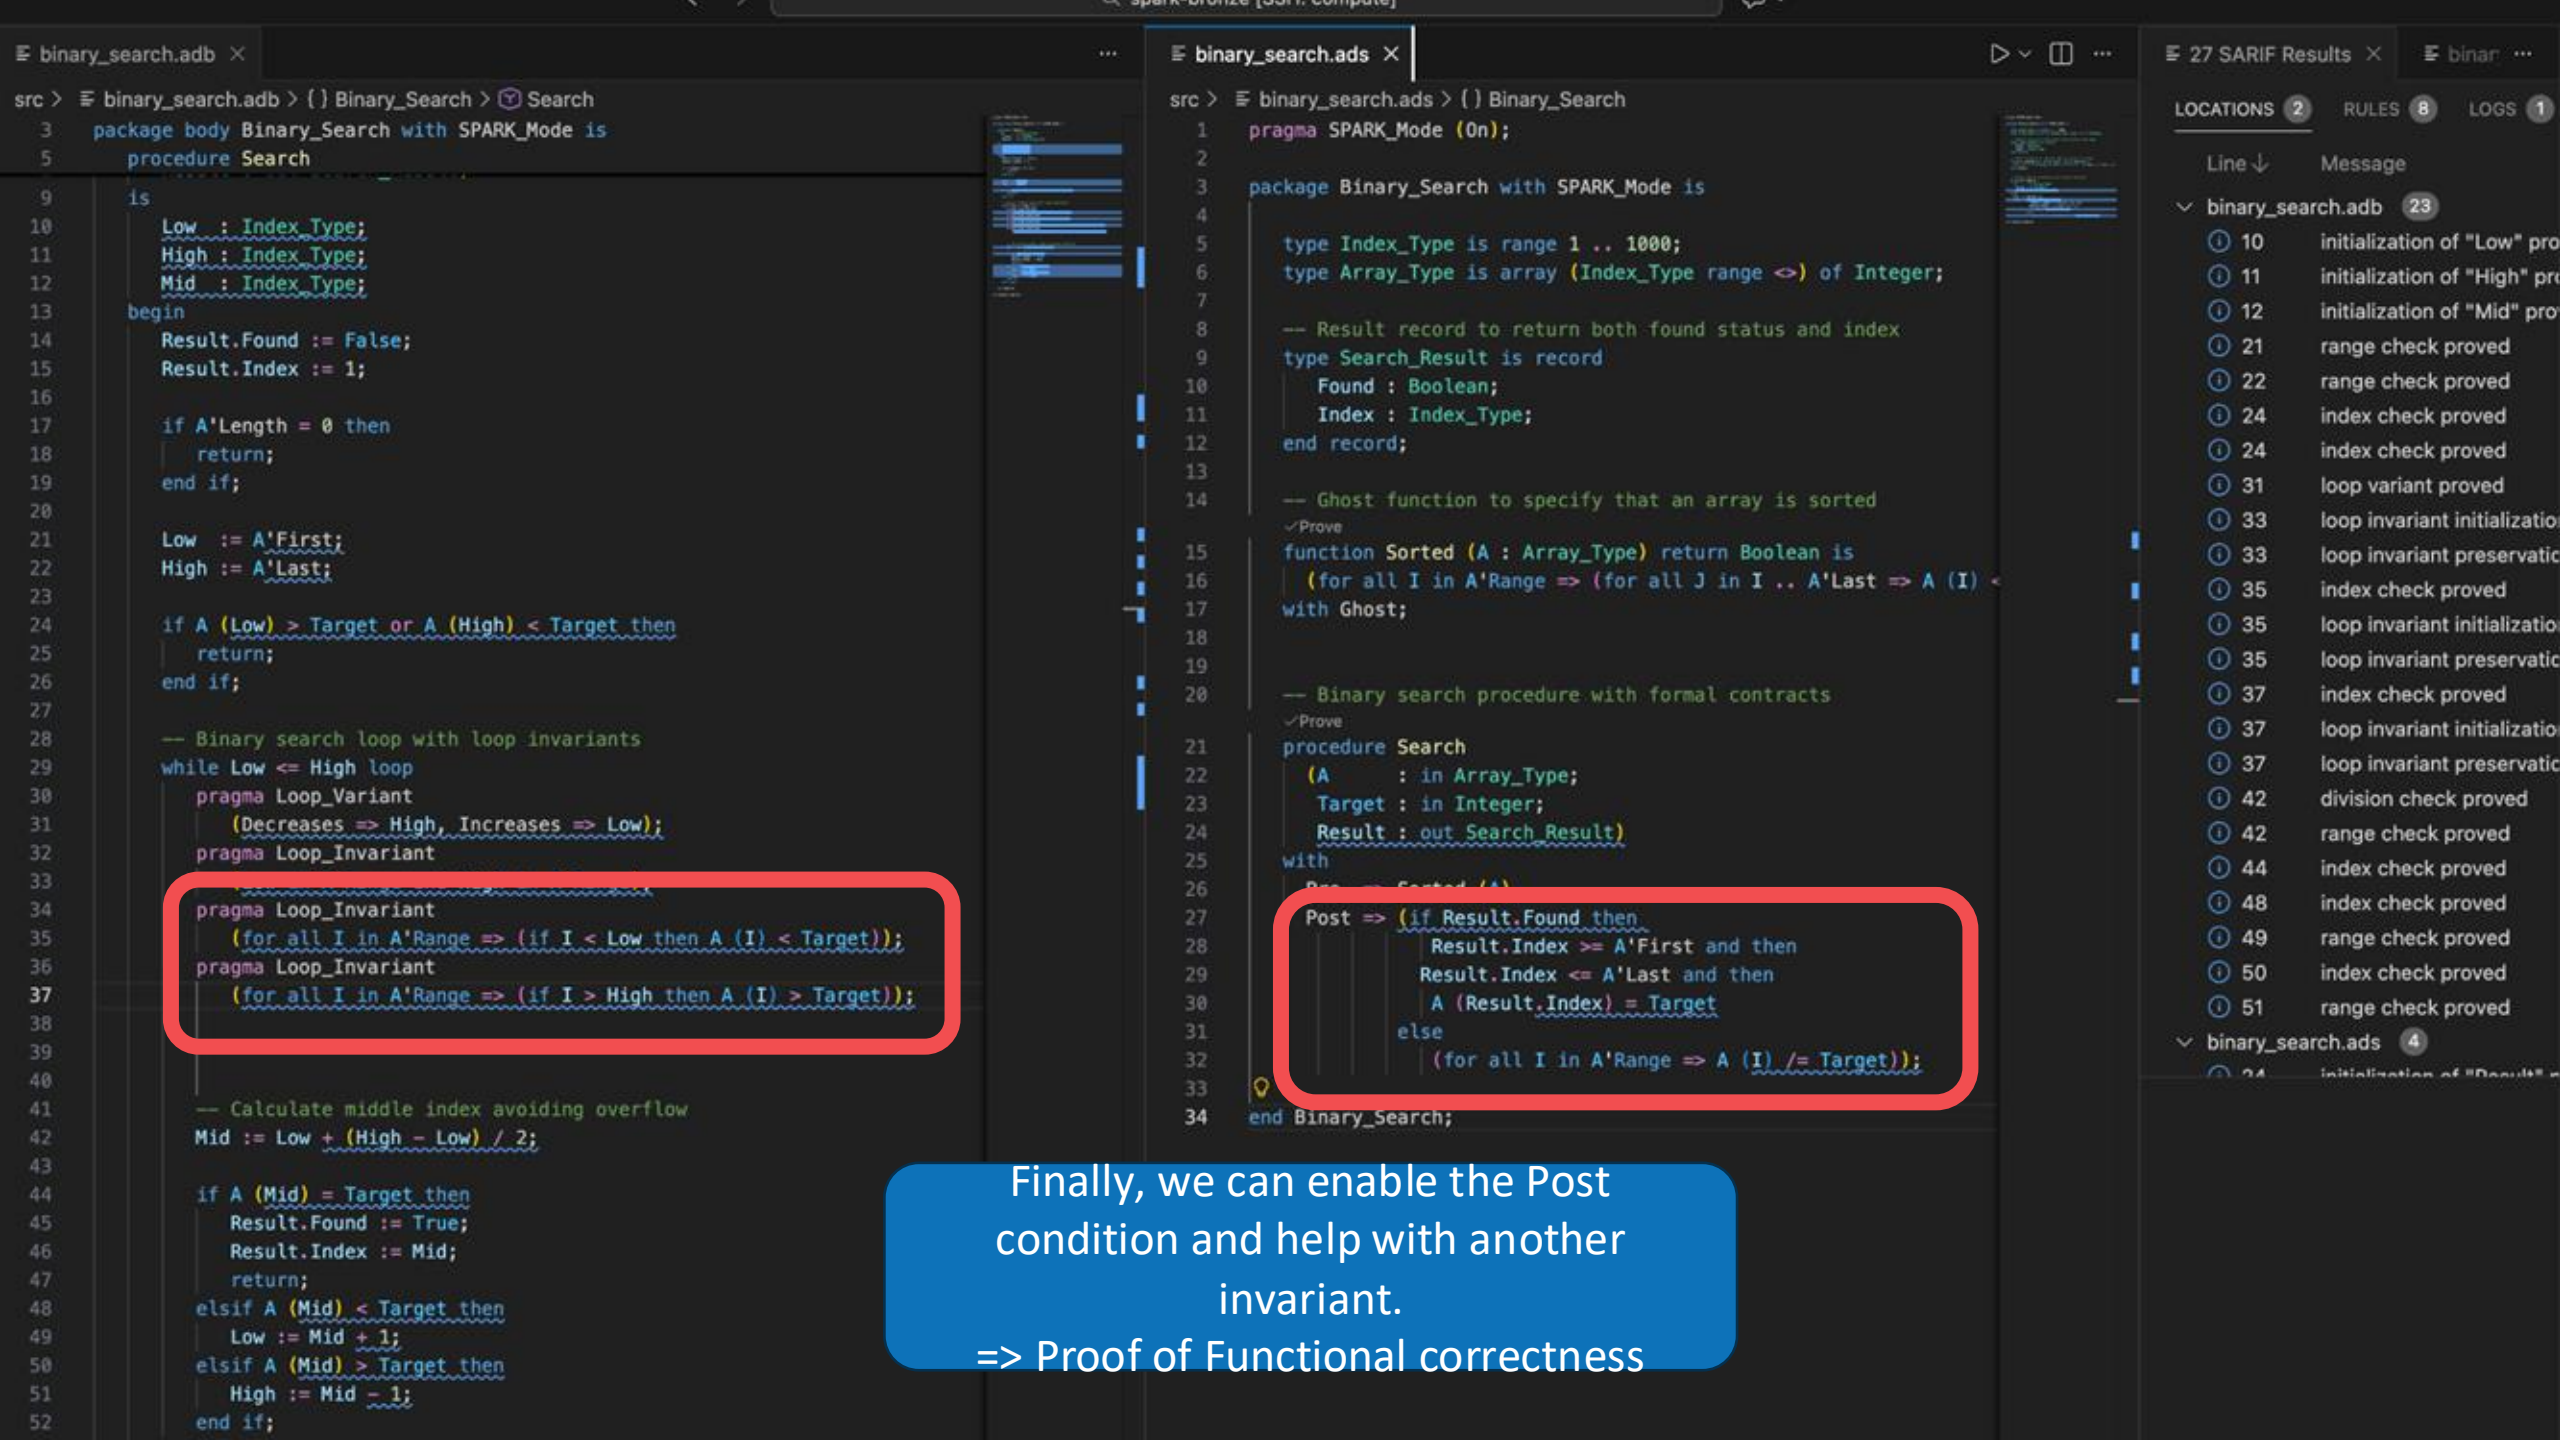 binary_search.adb
src > binary_search.adb > {} Binary_Search > Search
3 package body Binary_Search with SPARK_Mode is
5 procedure Search
9 is
10 Low : Index_Type;
11 High : Index_Type;
12 Mid : Index_Type;
13 begin
14 Result.Found := False;
15 Result.Index := 1;
16
17 if A'Length = 0 then
18 return;
19 end if;
20
21 Low := A'First;
22 High := A'Last;
23
24 if A (Low) > Target or A (High) < Target then
25 return;
26 end if;
27
28 -- Binary search loop with loop invariants
29 while Low <= High loop
30 pragma Loop_Variant
31 (Decreases => High, Increases => Low);
32 pragma Loop_Invariant
33
34 pragma Loop_Invariant
35 (for all I in A'Range => (if I < Low then A (I) < Target));
36 pragma Loop_Invariant
37 (for all I in A'Range => (if I > High then A (I) > Target));
38
39
40
41 -- Calculate middle index avoiding overflow
42 Mid := Low + (High - Low) / 2;
43
44 if A (Mid) = Target then
45 Result.Found := True;
46 Result.Index := Mid;
47 return;
48 elsif A (Mid) < Target then
49 Low := Mid + 1;
50 elsif A (Mid) > Target then
51 High := Mid - 1;
52 end if;
binary_search.ads
src > binary_search.ads > {} Binary_Search
1 pragma SPARK_Mode (On);
2
3 package Binary_Search with SPARK_Mode is
4
5 type Index_Type is range 1 .. 1000;
6 type Array_Type is array (Index_Type range <>) of Integer;
7
8 -- Result record to return both found status and index
9 type Search_Result is record
10 Found : Boolean;
11 Index : Index_Type;
12 end record;
13
14 -- Ghost function to specify that an array is sorted
✓Prove
15 function Sorted (A : Array_Type) return Boolean is
16 (for all I in A'Range => (for all J in I .. A'Last => A (I) <
17 with Ghost;
18
19
20 -- Binary search procedure with formal contracts
✓Prove
21 procedure Search
22 (A : in Array_Type;
23 Target : in Integer;
24 Result : out Search_Result)
25 with
26 Pre => Sorted (A)
27 Post => (if Result.Found then
28 Result.Index >= A'First and then
29 Result.Index <= A'Last and then
30 A (Result.Index) = Target
31 else
32 (for all I in A'Range => A (I) /= Target));
33
34 end Binary_Search;
27 SARIF Results
binar
LOCATIONS 2 RULES 8 LOGS 1
Line Message
binary_search.adb 23
10 initialization of "Low" pro
11 initialization of "High" pr
12 initialization of "Mid" pro
21 range check proved
22 range check proved
24 index check proved
24 index check proved
31 loop variant proved
33 loop invariant initializatio
33 loop invariant preservatio
35 index check proved
35 loop invariant initializatio
35 loop invariant preservatio
37 index check proved
37 loop invariant initializatio
37 loop invariant preservatio
42 division check proved
42 range check proved
44 index check proved
48 index check proved
49 range check proved
50 index check proved
51 range check proved
binary_search.ads 4
24 initialization of "Result"
Finally, we can enable the Post
condition and help with another
invariant.
=> Proof of Functional correctness